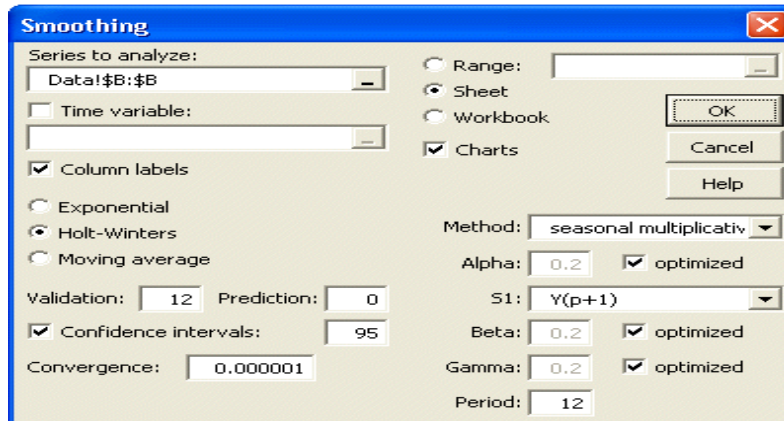 Smoothing
Series to analyze:
Data!$B:$B
Time variable:
Column labels
Exponential
Holt-Winters
Moving average
Validation: 12 Prediction: 0
Confidence intervals: 95
Convergence: 0.000001
Range:
Sheet
Workbook
Charts
OK
Cancel
Help
Method: seasonal multiplicativ
Alpha: 0.2 optimized
S1: Y(p+1)
Beta: 0.2 optimized
Gamma: 0.2 optimized
Period: 12